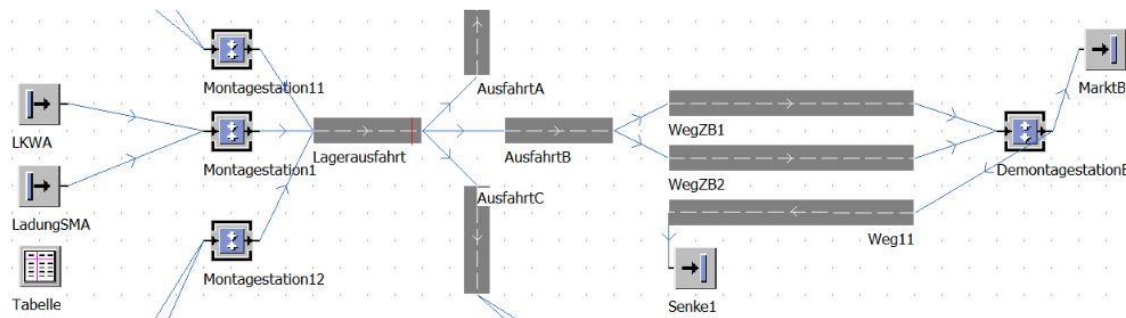 Montagestation11
AusfahrtA
MarktB
LKWA
Montagestation1
Lagerausfahrt
AusfahrtB
WegZB1
WegZB2
DemontagestationB
LadungSMA
AusfahrtC
Montagestation12
Weg11
Tabelle
Senke1